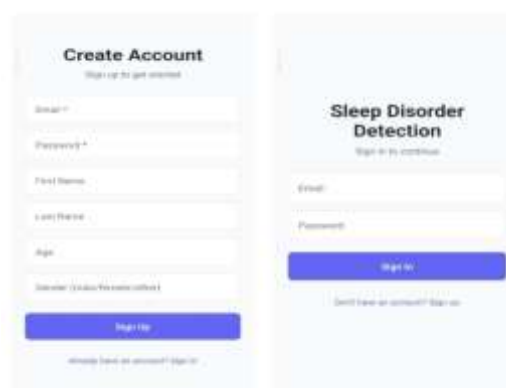 Create Account
Sign up to get started
Email *
Password *
First Name
Last Name
Age
Gender (Male/Female/Other)
Sign Up
Already have an account? Sign In
Sleep Disorder
Detection
Sign in to continue
Email
Password
Sign In
Don't have an account? Sign up